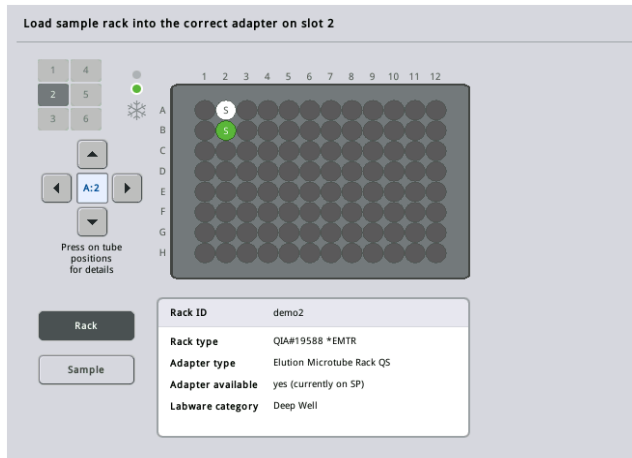 Load sample rack into the correct adapter on slot 2
1 4
2 5
3 6
1 2 3 4 5 6 7 8 9 10 11 12
A S
B S
C
D
E
F
G
H
A:2
Press on tube
positions
for details
Rack
Sample
Rack ID demo2
Rack type QIA#19588 *EMTR
Adapter type Elution Microtube Rack QS
Adapter available yes (currently on SP)
Labware category Deep Well